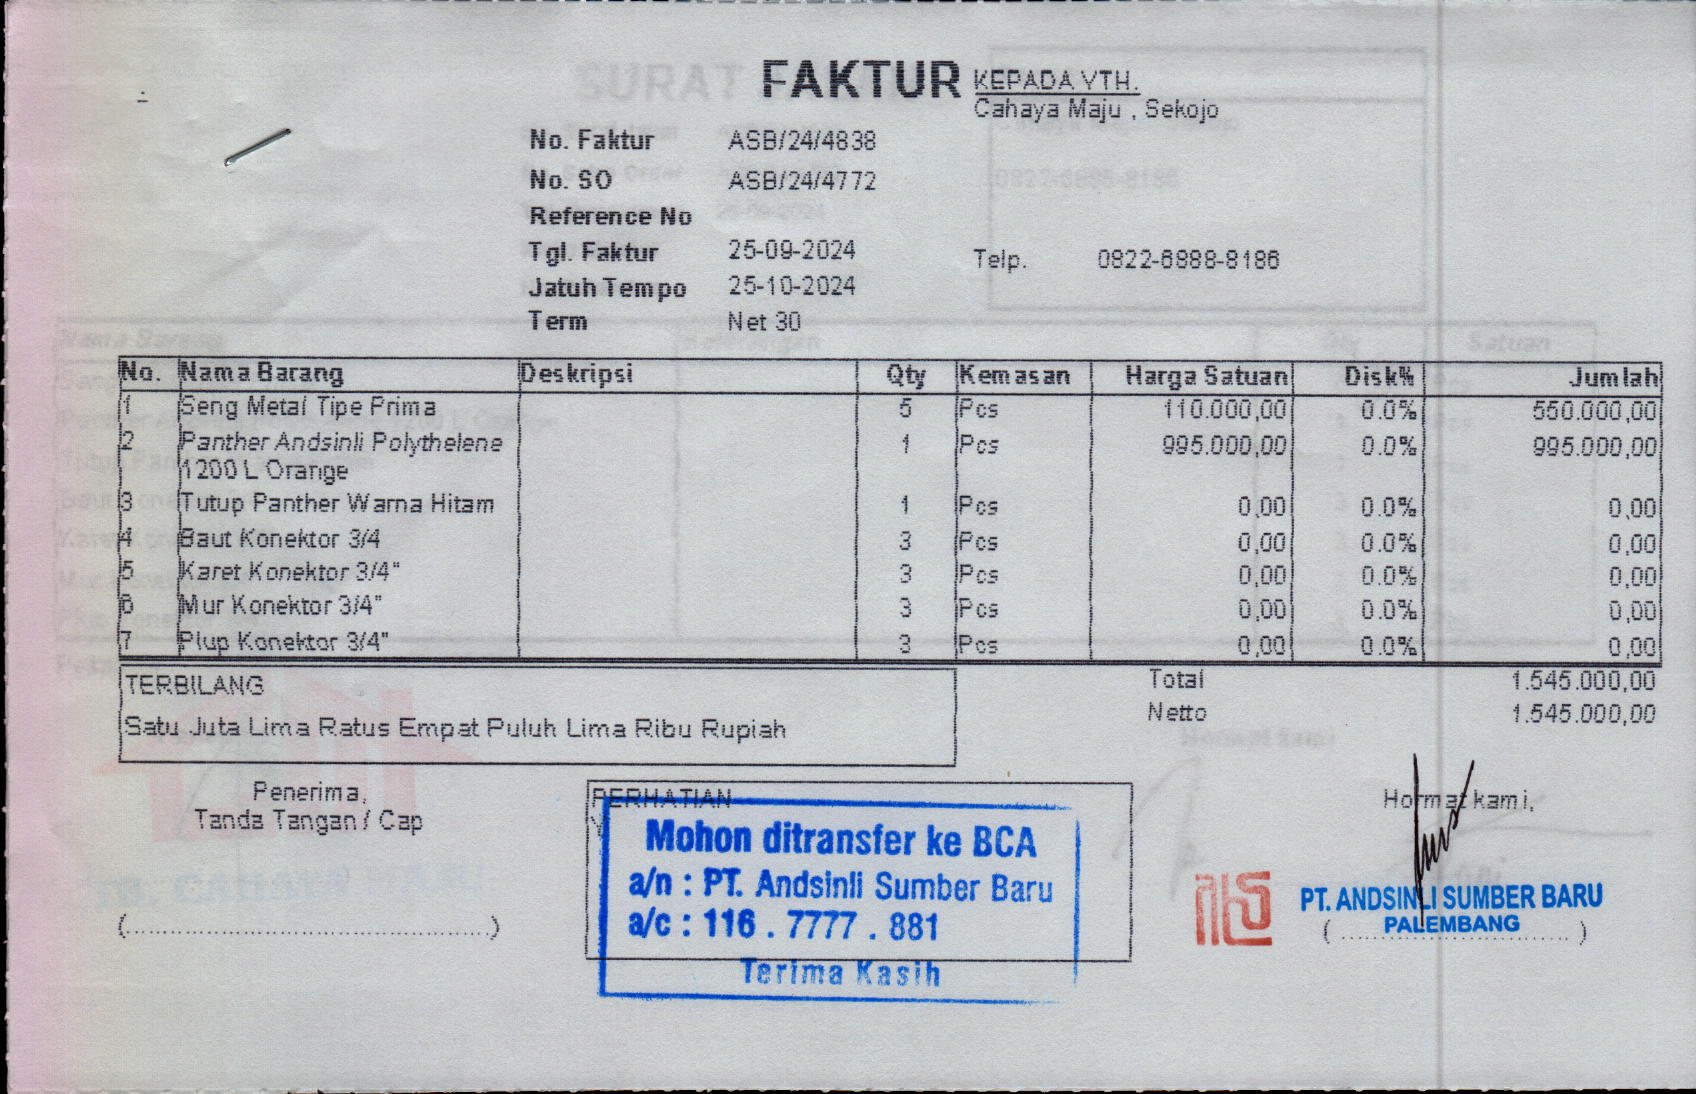 FAKTUR
KEPADA YTH.
Cahaya Maju , Sekojo
No. Faktur ASB/24/4838
No. SO ASB/24/4772
Reference No
Tgl. Faktur 25-09-2024
Telp. 0822-6888-8186
Jatuh Tempo 25-10-2024
Term Net 30
No. Nama Barang Deskripsi Qty Kemasan Harga Satuan Disk% Jumlah
1 Seng Metal Tipe Prima 5 Pcs 110.000,00 0.0% 550.000,00
2 Panther Andsinli Polythelene 1 Pcs 995.000,00 0.0% 995.000,00
1200 L Orange
3 Tutup Panther Warna Hitam 1 Pcs 0,00 0.0% 0,00
4 Baut Konektor 3/4 3 Pcs 0,00 0.0% 0,00
5 Karet Konektor 3/4" 3 Pcs 0,00 0.0% 0,00
6 Mur Konektor 3/4" 3 Pcs 0,00 0.0% 0,00
7 Plup Konektor 3/4" 3 Pcs 0,00 0.0% 0,00
TERBILANG
Satu Juta Lima Ratus Empat Puluh Lima Ribu Rupiah
Total 1.545.000,00
Netto 1.545.000,00
Penerima,
Tanda Tangan / Cap
(................................................)
PERHATIAN
Mohon ditransfer ke BCA
a/n : PT. Andsinli Sumber Baru
a/c : 116 . 7777 . 881
Terima Kasih
Hormat kami,
PT. ANDSINLI SUMBER BARU
PALEMBANG
(..............................)